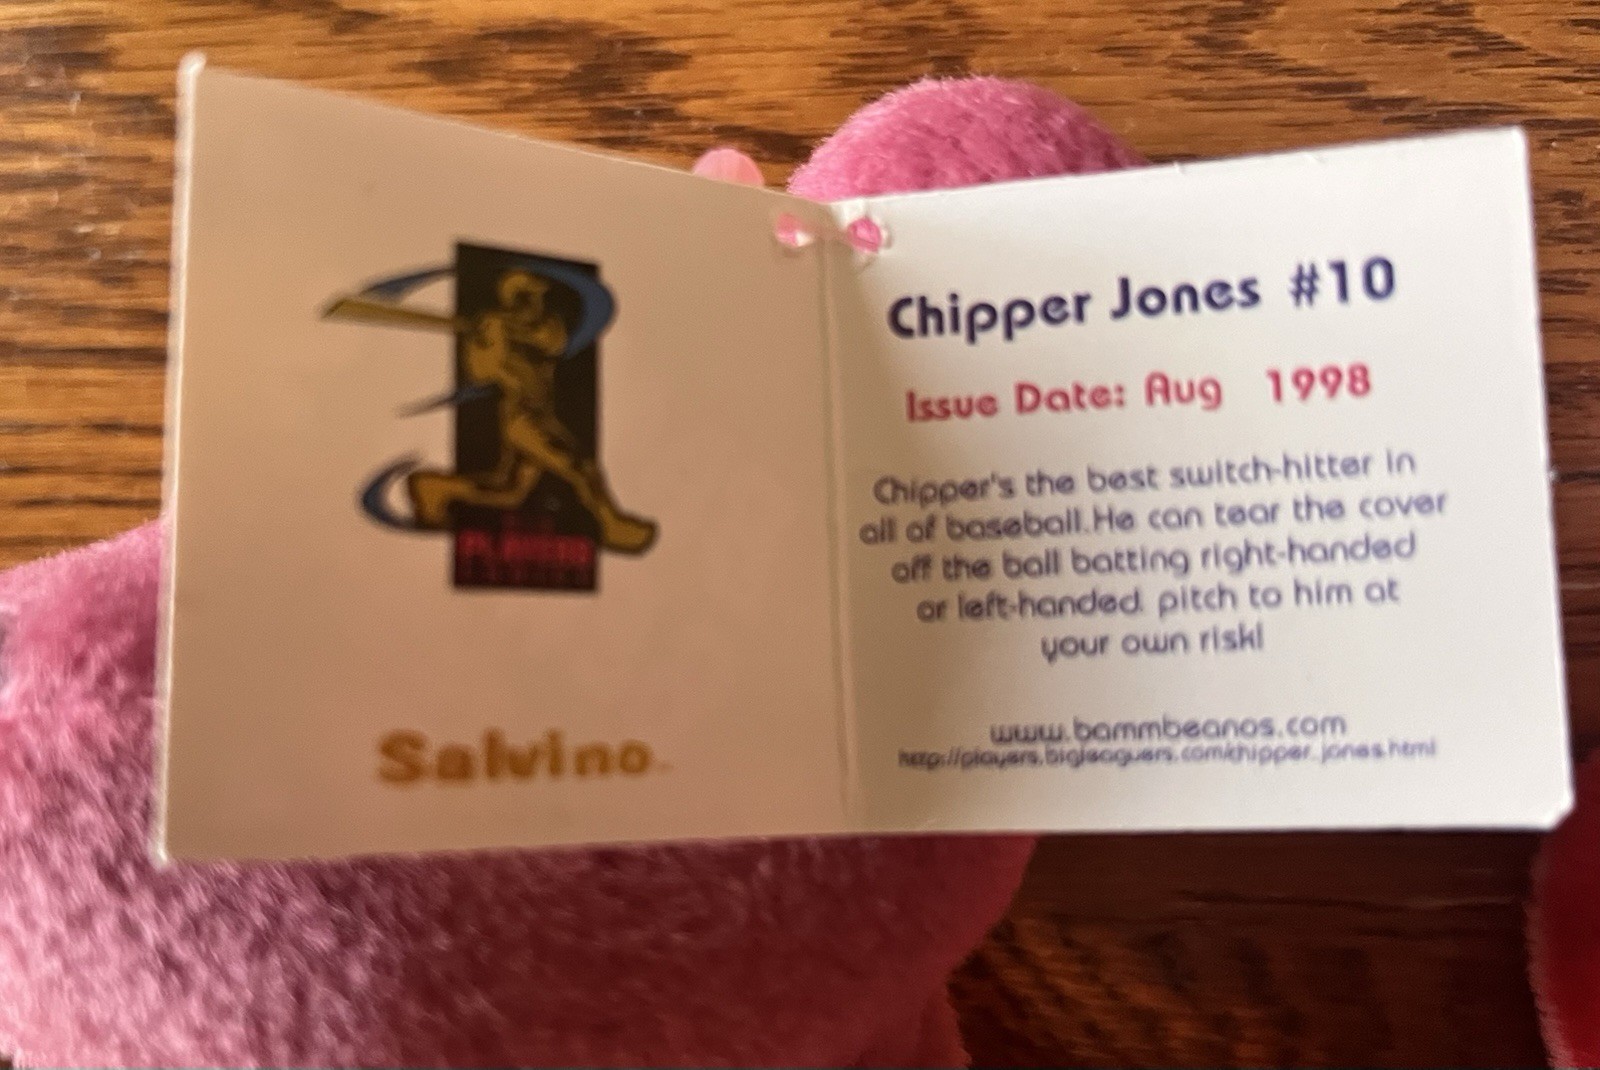 PLAYERS
Salvino
Chipper Jones #10
Issue Date: Aug 1998
Chipper's the best switch-hitter in
all of baseball.He can tear the cover
off the ball batting right-handed
or left-handed. pitch to him at
your own risk!
www.bammbeanos.com
http://players.bigleaguers.com/chipper_jones.html